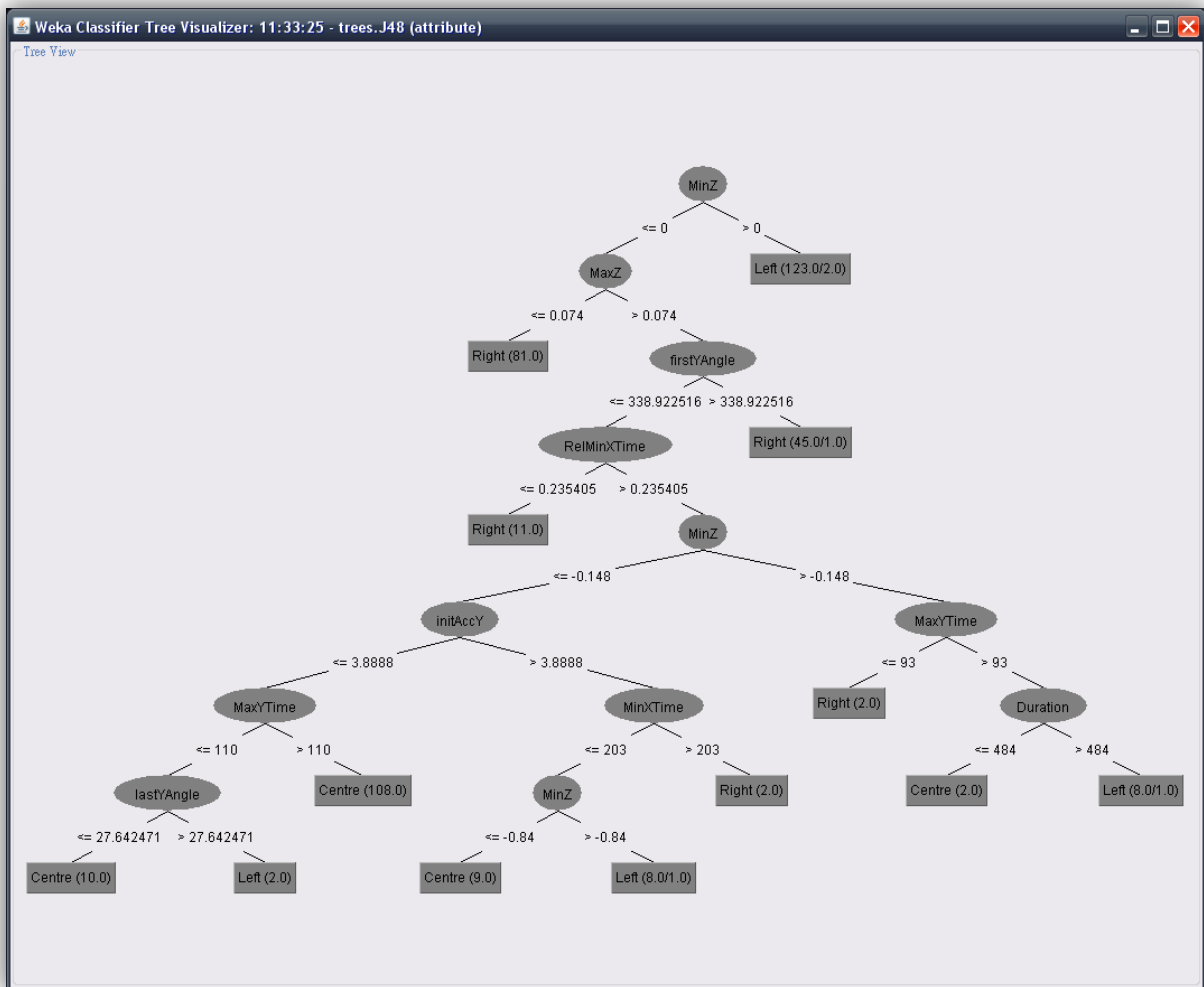 Weka Classifier Tree Visualizer: 11:33:25 - trees.J48 (attribute)
Tree View
MinZ
<= 0 > 0
MaxZ Left (123.0/2.0)
<= 0.074 > 0.074
Right (81.0) firstYAngle
<= 338.922516 > 338.922516
RelMinXTime Right (45.0/1.0)
<= 0.235405 > 0.235405
Right (11.0) MinZ
<= -0.148 > -0.148
initAccY MaxYTime
<= 3.8888 > 3.8888 <= 93 > 93
MaxYTime MinXTime Right (2.0) Duration
<= 110 > 110 <= 203 > 203 <= 484 > 484
lastYAngle Centre (108.0) MinZ Right (2.0) Centre (2.0) Left (8.0/1.0)
<= 27.642471 > 27.642471 <= -0.84 > -0.84
Centre (10.0) Left (2.0) Centre (9.0) Left (8.0/1.0)